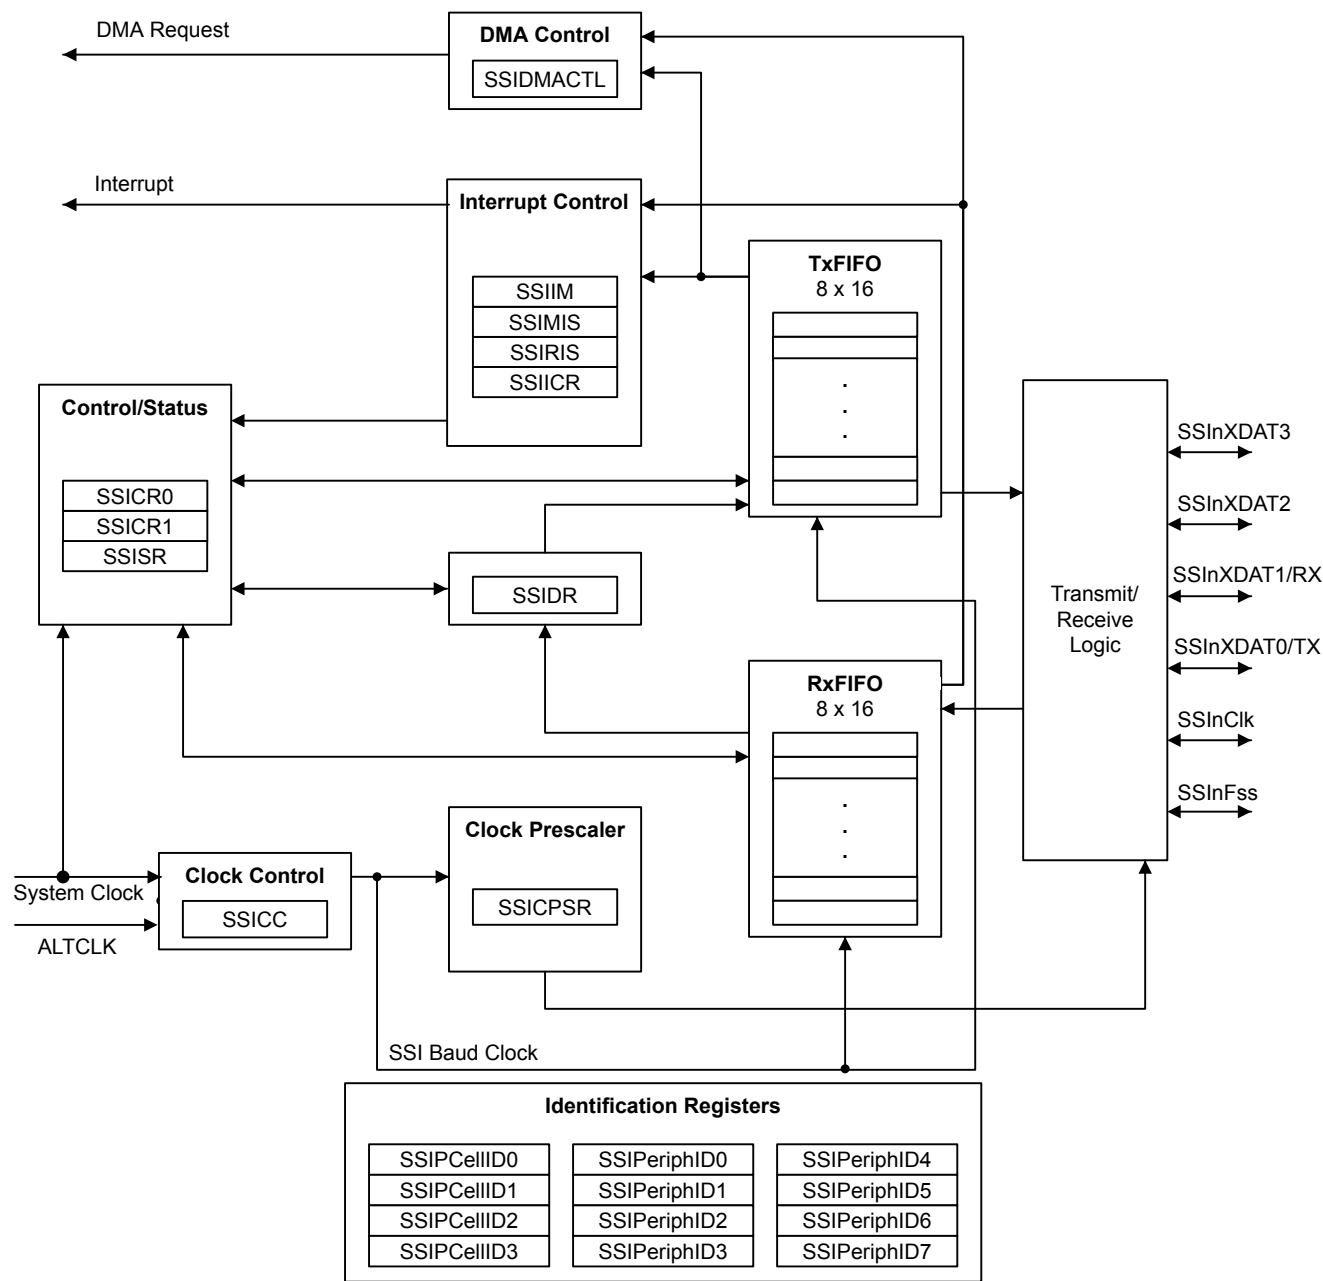 DMA Request
DMA Control
SSIDMACTL
Interrupt
Interrupt Control
SSIIM
SSIMIS
SSIRIS
SSIICR
TxFIFO
8 x 16
.
.
.
Control/Status
SSICR0
SSICR1
SSISR
SSIDR
Transmit/
Receive
Logic
SSInXDAT3
SSInXDAT2
SSInXDAT1/RX
SSInXDAT0/TX
SSInClk
SSInFss
RxFIFO
8 x 16
.
.
.
Clock Prescaler
SSICPSR
Clock Control
SSICC
System Clock
ALTCLK
SSI Baud Clock
Identification Registers
SSIPCellID0
SSIPCellID1
SSIPCellID2
SSIPCellID3
SSIPeriphID0
SSIPeriphID1
SSIPeriphID2
SSIPeriphID3
SSIPeriphID4
SSIPeriphID5
SSIPeriphID6
SSIPeriphID7